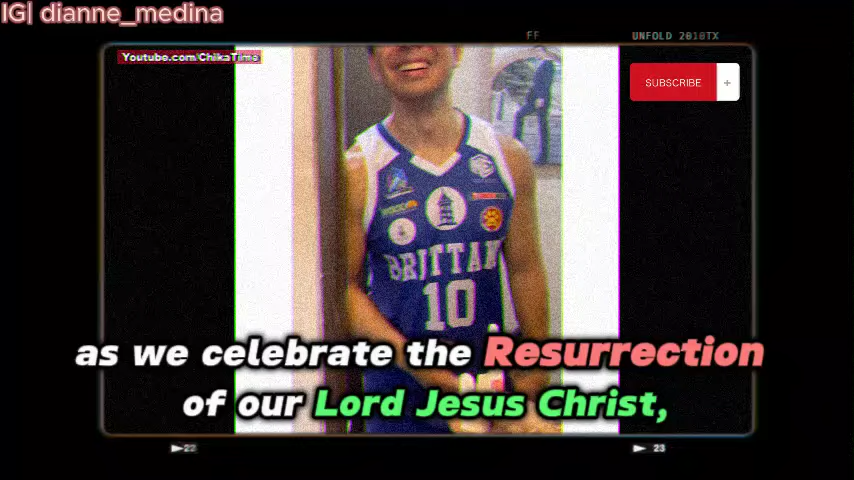 IG| dianne_medina
FF
UNFOLD 2010TX
Youtube.com/ChikaTime
SUBSCRIBE +
BRITTAN
10
as we celebrate the Resurrection
of our Lord Jesus Christ,
22
23